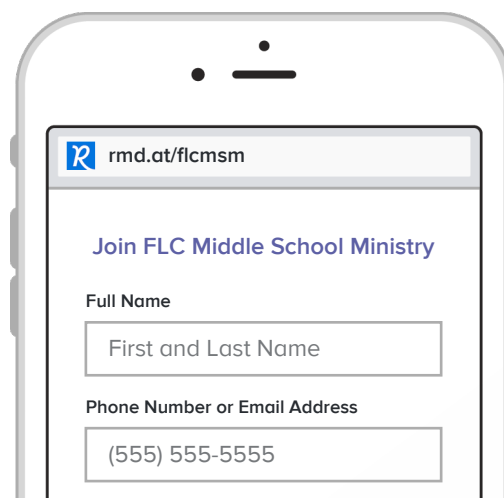 R rmd.at/flcmsm
Join FLC Middle School Ministry
Full Name
First and Last Name
Phone Number or Email Address
(555) 555-5555